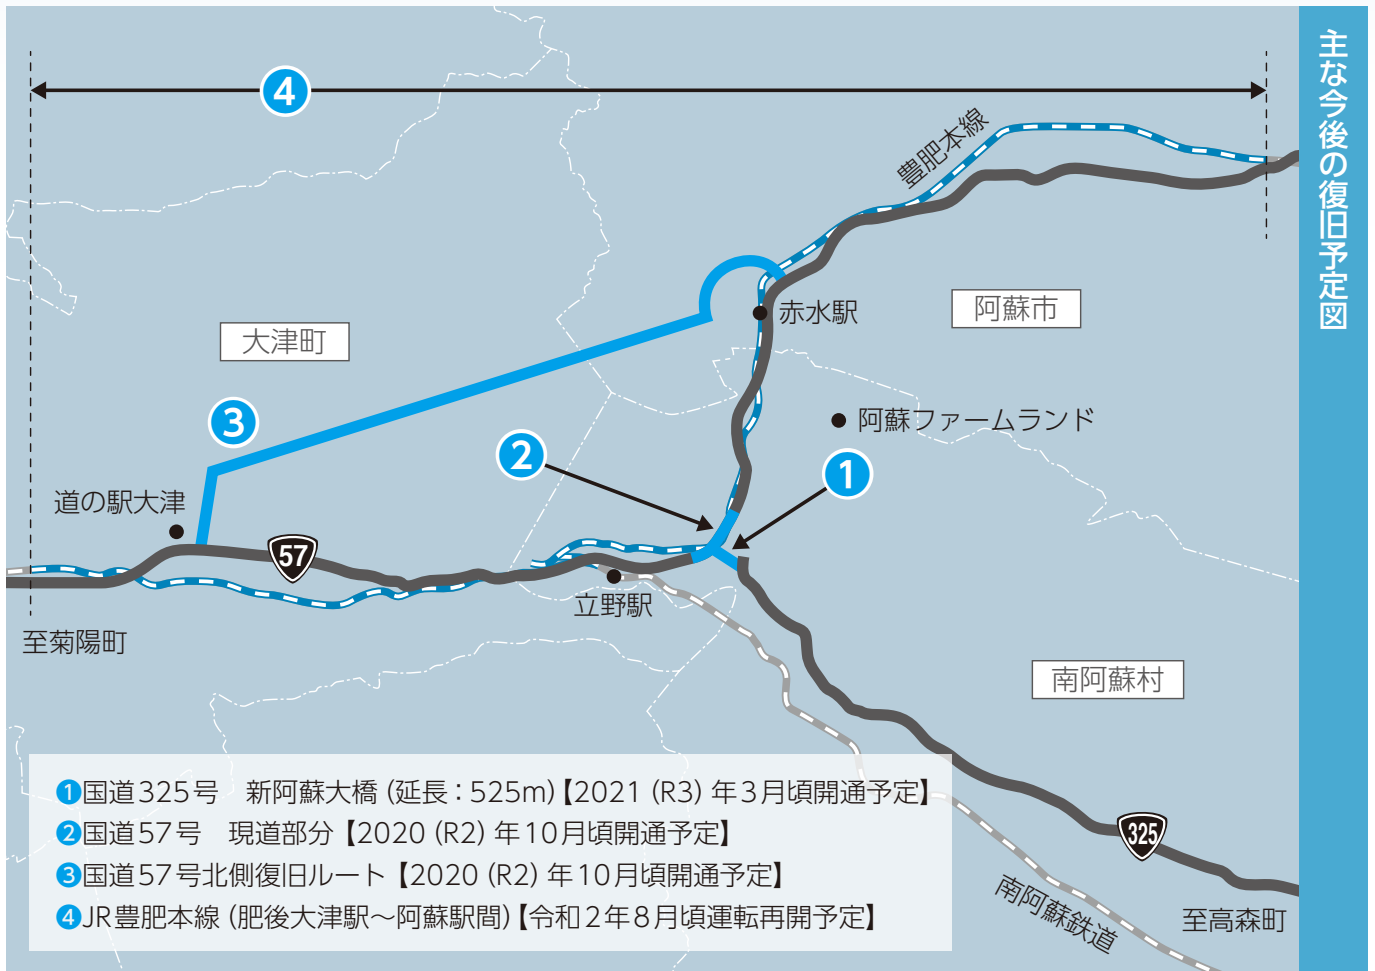 主な今後の復旧予定図
4
豊肥本線
赤水駅
阿蘇市
大津町
3
阿蘇ファームランド
2
1
道の駅大津
57
立野駅
至菊陽町
南阿蘇村
325
南阿蘇鉄道
至高森町
❶国道325号　新阿蘇大橋（延長：525m）【2021（R3）年3月頃開通予定】
❷国道57号　現道部分【2020（R2）年10月頃開通予定】
❸国道57号北側復旧ルート【2020（R2）年10月頃開通予定】
❹JR豊肥本線（肥後大津駅～阿蘇駅間）【令和2年8月頃運転再開予定】